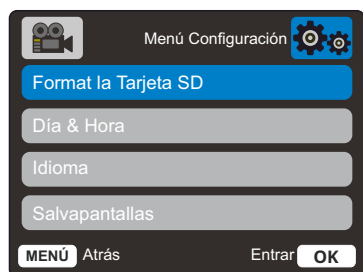 Menú Configuración
Format la Tarjeta SD
Día & Hora
Idioma
Salvapantallas
MENÚ Atrás Entrar OK